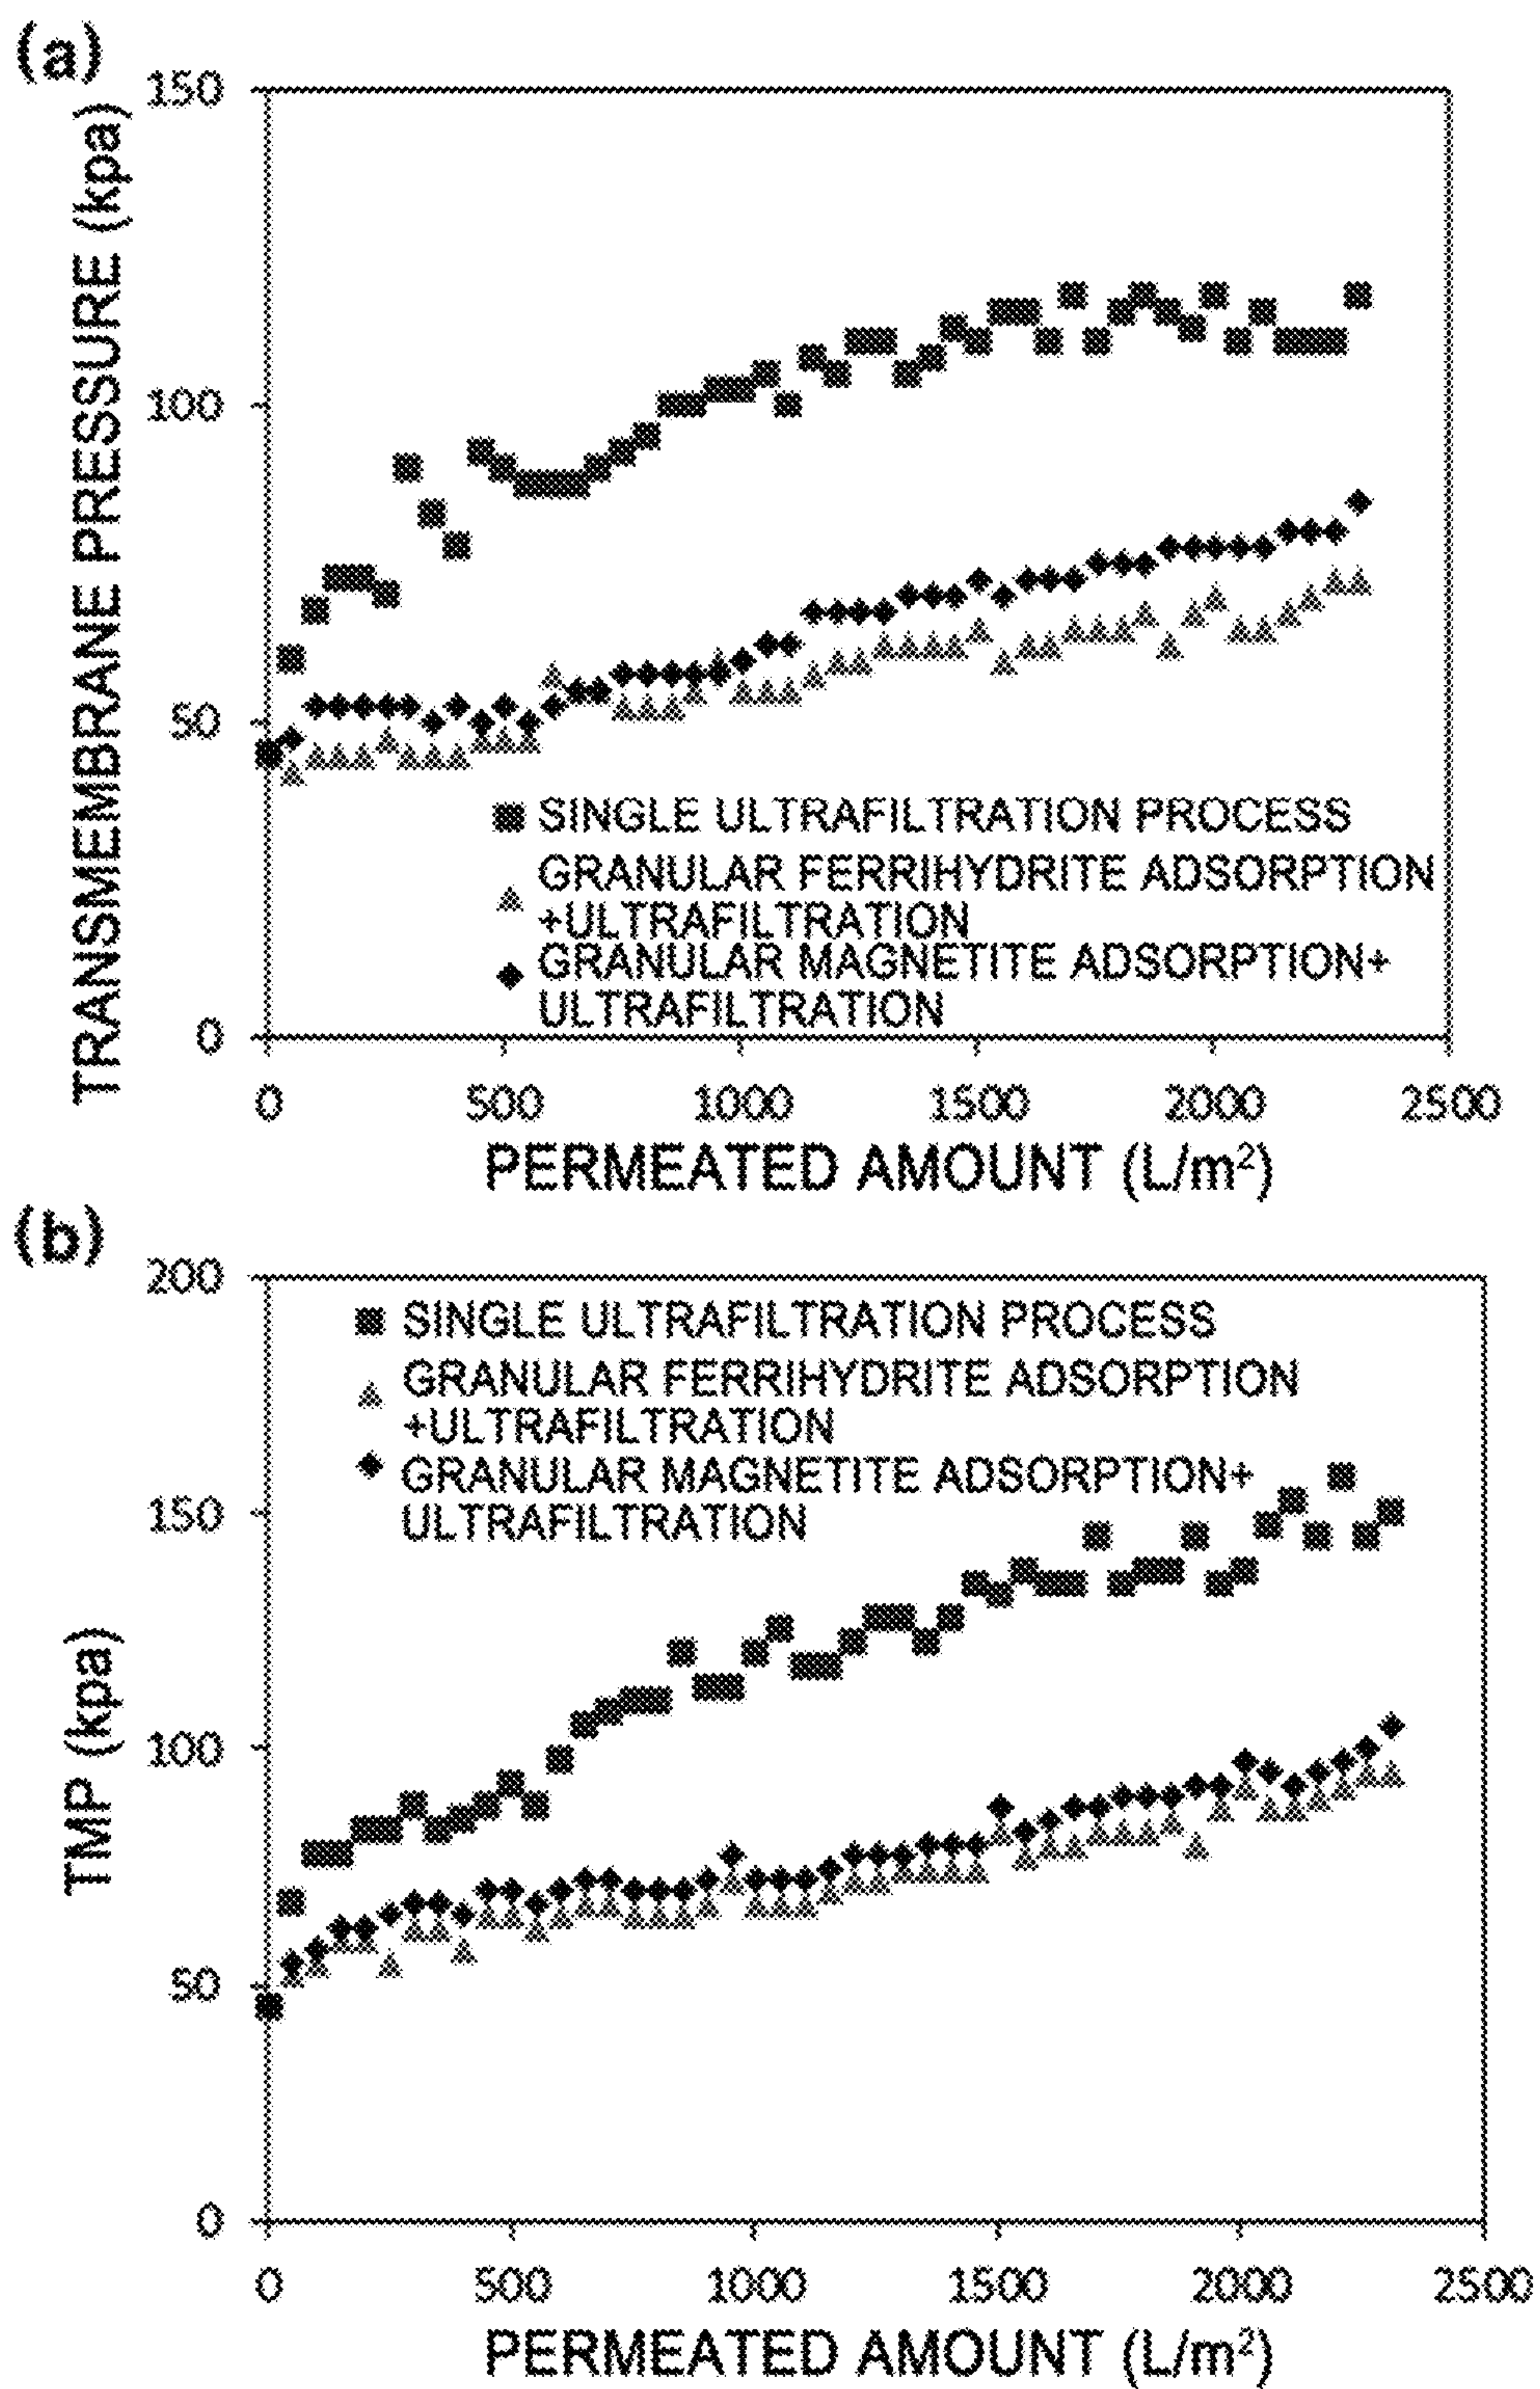 (a)
150
100
50
0
TRANSMEMBRANE PRESSURE (kpa)
SINGLE ULTRAFILTRATION PROCESS
GRANULAR FERRIHYDRITE ADSORPTION
+ULTRAFILTRATION
GRANULAR MAGNETITE ADSORPTION+
ULTRAFILTRATION
0 500 1000 1500 2000 2500
PERMEATED AMOUNT (L/m²)
(b)
200
150
100
50
0
TMP (kpa)
SINGLE ULTRAFILTRATION PROCESS
GRANULAR FERRIHYDRITE ADSORPTION
+ULTRAFILTRATION
GRANULAR MAGNETITE ADSORPTION+
ULTRAFILTRATION
0 500 1000 1500 2000 2500
PERMEATED AMOUNT (L/m²)